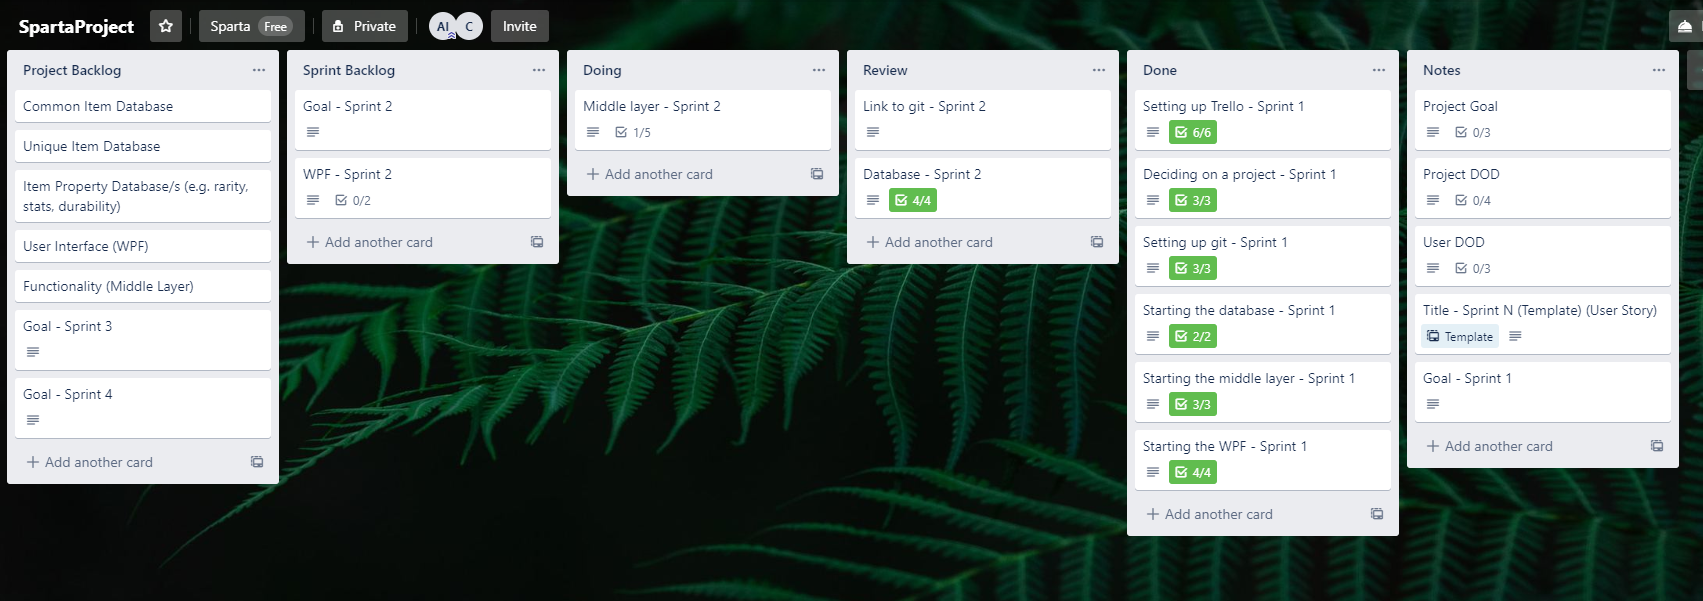 SpartaProject
Sparta Free
Private
AI
C
Invite
Project Backlog
Common Item Database
Unique Item Database
Item Property Database/s (e.g. rarity,
stats, durability)
User Interface (WPF)
Functionality (Middle Layer)
Goal - Sprint 3
Goal - Sprint 4
Add another card
Sprint Backlog
Goal - Sprint 2
WPF - Sprint 2
0/2
Add another card
Doing
Middle layer - Sprint 2
1/5
Add another card
Review
Link to git - Sprint 2
Database - Sprint 2
4/4
Add another card
Done
Setting up Trello - Sprint 1
6/6
Deciding on a project - Sprint 1
3/3
Setting up git - Sprint 1
3/3
Starting the database - Sprint 1
2/2
Starting the middle layer - Sprint 1
3/3
Starting the WPF - Sprint 1
4/4
Add another card
Notes
Project Goal
0/3
Project DOD
0/4
User DOD
0/3
Title - Sprint N (Template) (User Story)
Template
Goal - Sprint 1
Add another card